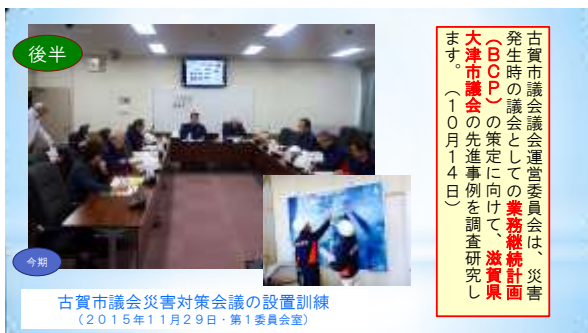 後半
古賀市議会議会運営委員会は、災害
発生時の議会としての業務継続計画
（ＢＣＰ）の策定に向けて、滋賀県
大津市議会の先進事例を調査研究し
ます。（１０月１４日）
今期
古賀市議会災害対策会議の設置訓練
（２０１５年１１月２９日・第１委員会室）